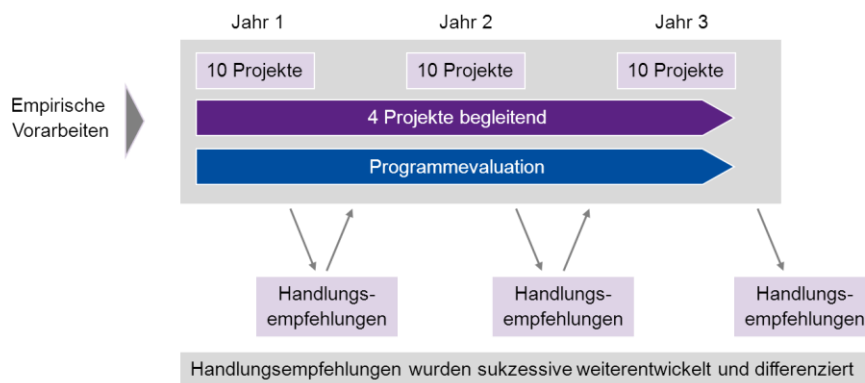 Jahr 1
Jahr 2
Jahr 3
10 Projekte
10 Projekte
10 Projekte
Empirische
Vorarbeiten
4 Projekte begleitend
Programmevaluation
Handlungs-
empfehlungen
Handlungs-
empfehlungen
Handlungs-
empfehlungen
Handlungsempfehlungen wurden sukzessive weiterentwickelt und differenziert